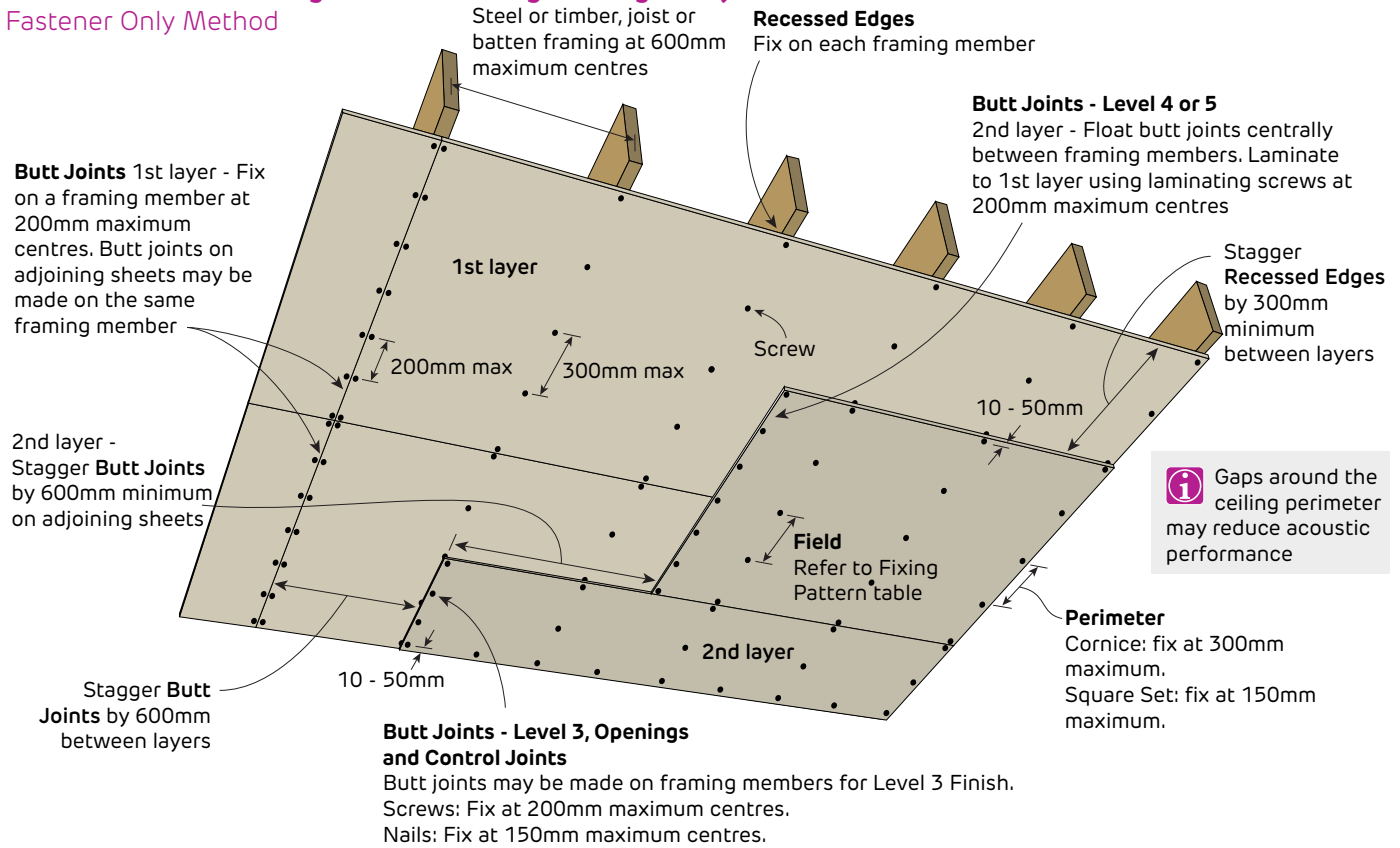 Fastener Only Method
Steel or timber, joist or
batten framing at 600mm
maximum centres
Recessed Edges
Fix on each framing member
Butt Joints - Level 4 or 5
2nd layer - Float butt joints centrally
between framing members. Laminate
to 1st layer using laminating screws at
200mm maximum centres
Butt Joints 1st layer - Fix
on a framing member at
200mm maximum
centres. Butt joints on
adjoining sheets may be
made on the same
framing member
Stagger
Recessed Edges
by 300mm
minimum
between layers
1st layer
Screw
200mm max
300mm max
10 - 50mm
2nd layer -
Stagger Butt Joints
by 600mm minimum
on adjoining sheets
Gaps around the
ceiling perimeter
may reduce acoustic
performance
Field
Refer to Fixing
Pattern table
Perimeter
Cornice: fix at 300mm
maximum.
Square Set: fix at 150mm
maximum.
2nd layer
10 - 50mm
Stagger Butt
Joints by 600mm
between layers
Butt Joints - Level 3, Openings
and Control Joints
Butt joints may be made on framing members for Level 3 Finish.
Screws: Fix at 200mm maximum centres.
Nails: Fix at 150mm maximum centres.